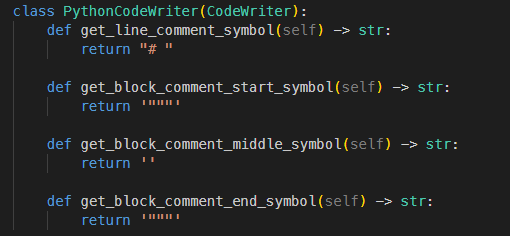 class PythonCodeWriter(CodeWriter):
    def get_line_comment_symbol(self) -> str:
        return "# "

    def get_block_comment_start_symbol(self) -> str:
        return '"""'

    def get_block_comment_middle_symbol(self) -> str:
        return ''

    def get_block_comment_end_symbol(self) -> str:
        return '"""'